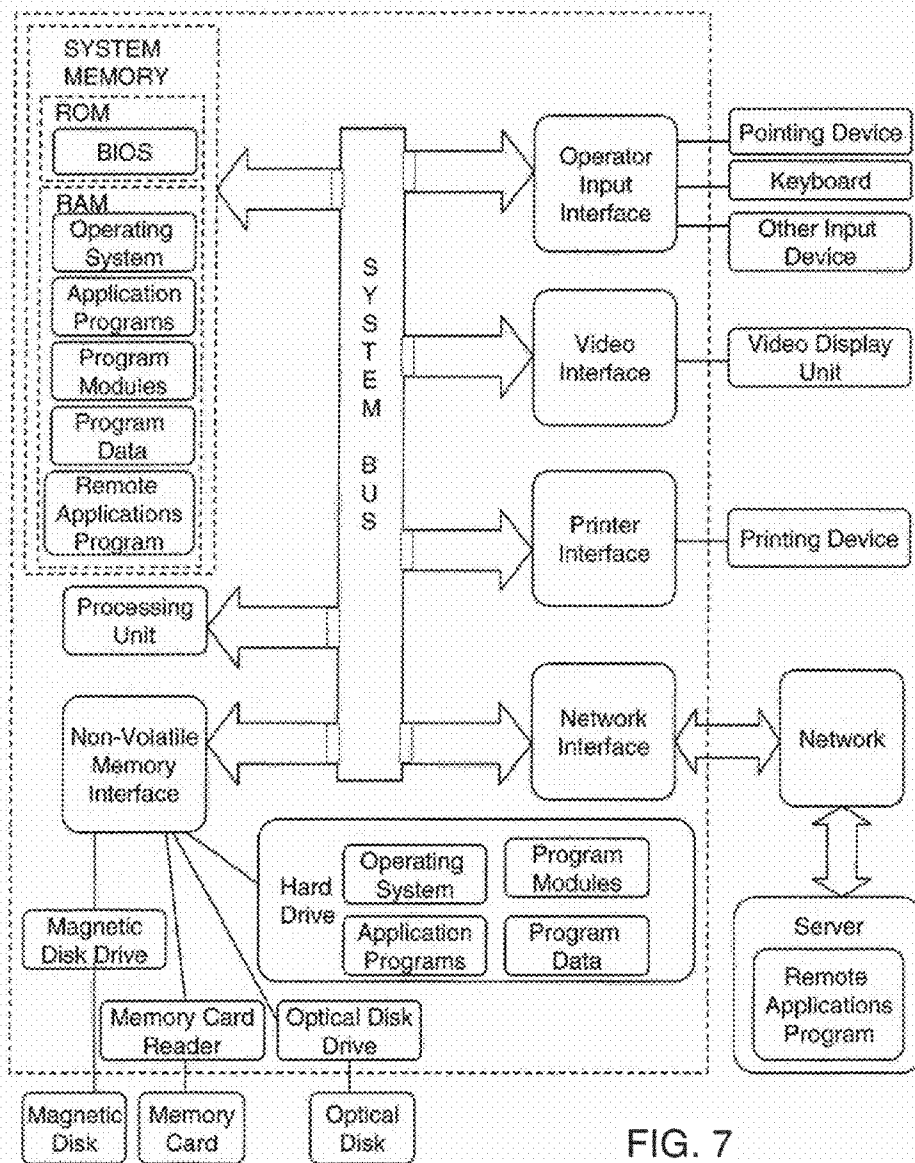 SYSTEM
MEMORY
ROM
BIOS
RAM
Operating
System
Application
Programs
Program
Modules
Program
Data
Remote
Applications
Program
Processing
Unit
Non-Volatile
Memory
Interface
SYSTEM BUS
Operator
Input
Interface
Video
Interface
Printer
Interface
Network
Interface
Pointing Device
Keyboard
Other Input
Device
Video Display
Unit
Printing Device
Network
Server
Remote
Applications
Program
Hard
Drive
Operating
System
Program
Modules
Application
Programs
Program
Data
Magnetic
Disk Drive
Memory Card
Reader
Optical Disk
Drive
Magnetic
Disk
Memory
Card
Optical
Disk
FIG. 7